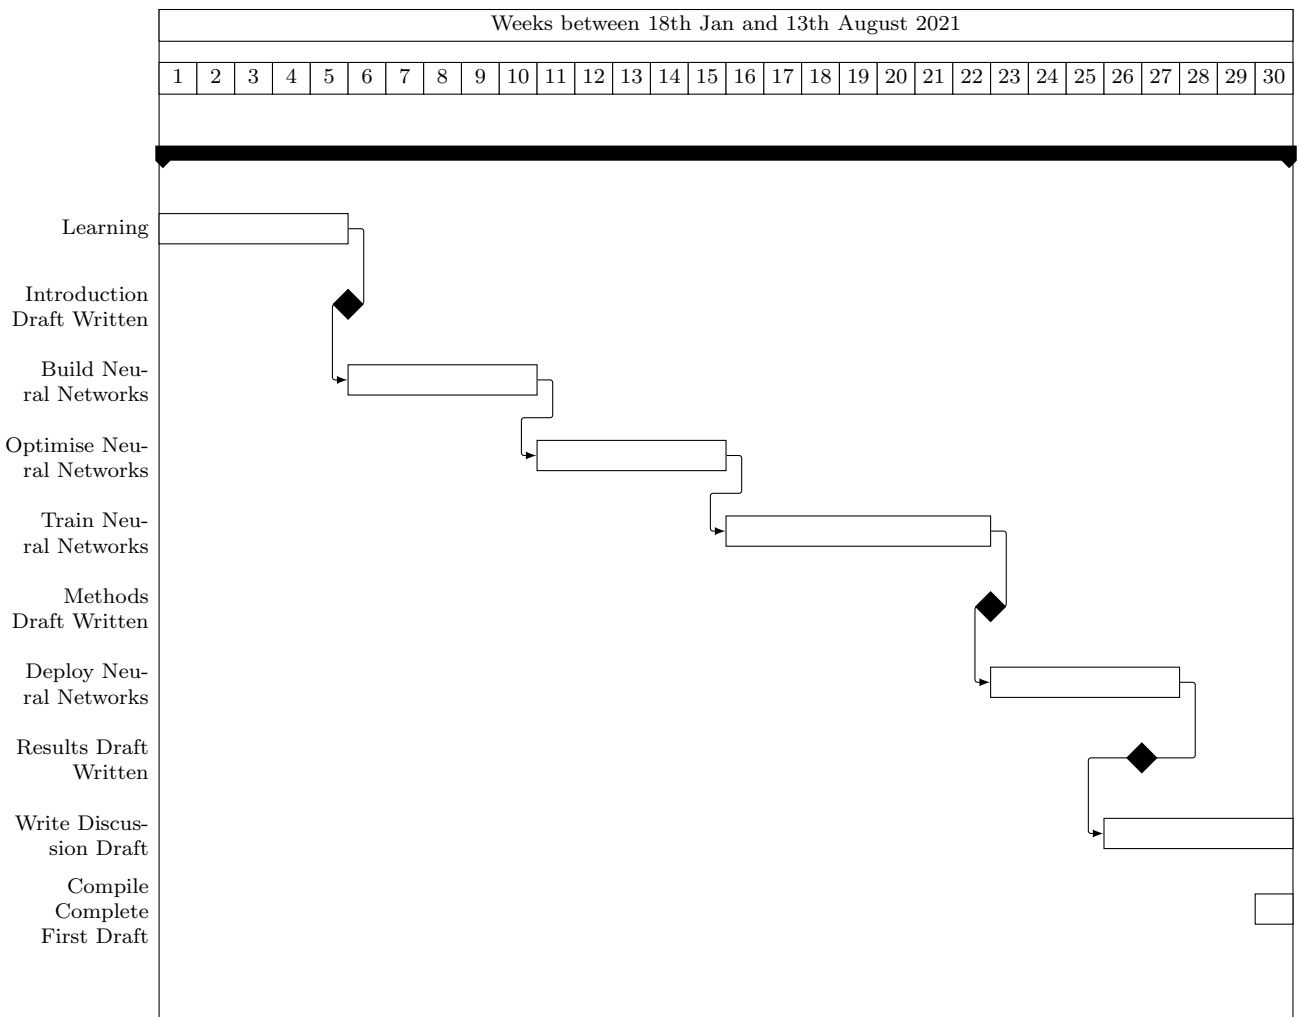 Weeks between 18th Jan and 13th August 2021
1 2 3 4 5 6 7 8 9 10 11 12 13 14 15 16 17 18 19 20 21 22 23 24 25 26 27 28 29 30
Learning
Introduction
Draft Written
Build Neu-
ral Networks
Optimise Neu-
ral Networks
Train Neu-
ral Networks
Methods
Draft Written
Deploy Neu-
ral Networks
Results Draft
Written
Write Discus-
sion Draft
Compile
Complete
First Draft